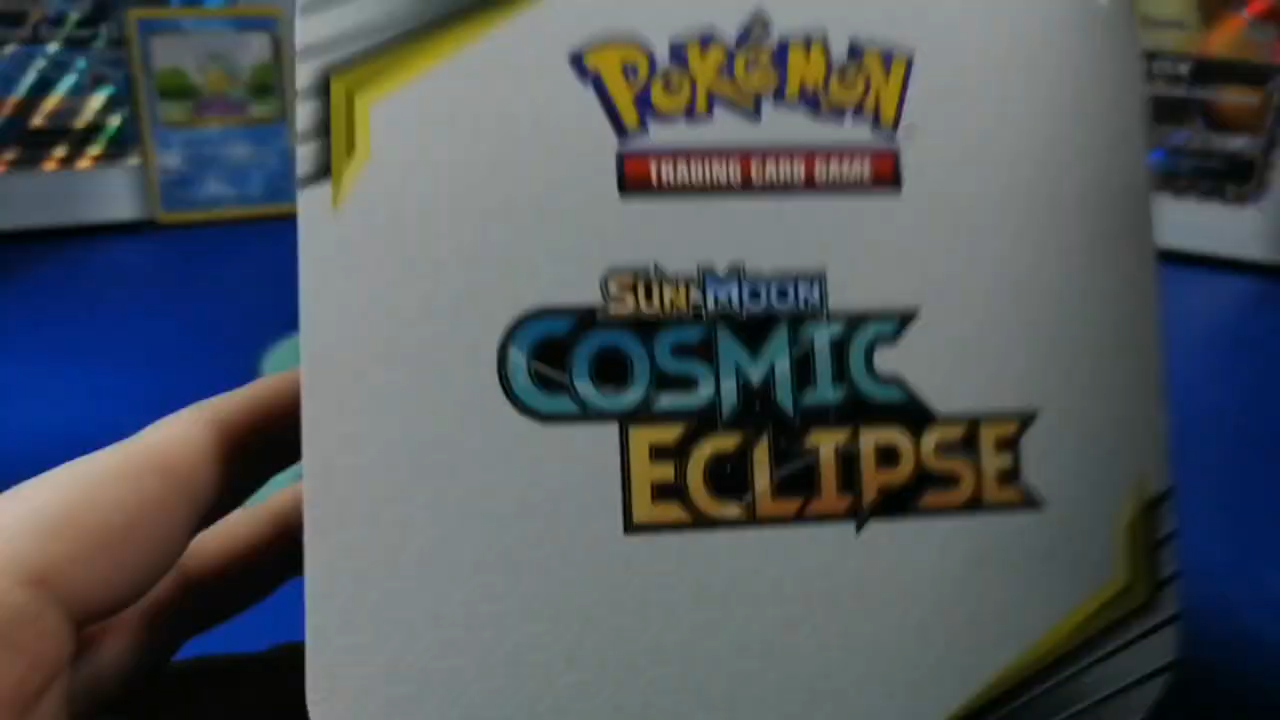 POKéMON
TRADING CARD GAME
SUN & MOON
COSMIC
ECLIPSE